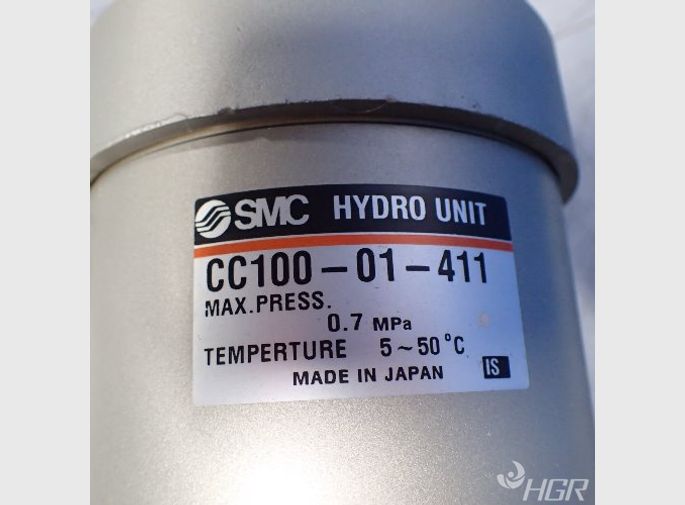 SMC HYDRO UNIT
CC100-01-411
MAX.PRESS.
0.7 MPa
TEMPERTURE 5~50°C
MADE IN JAPAN IS
HGR